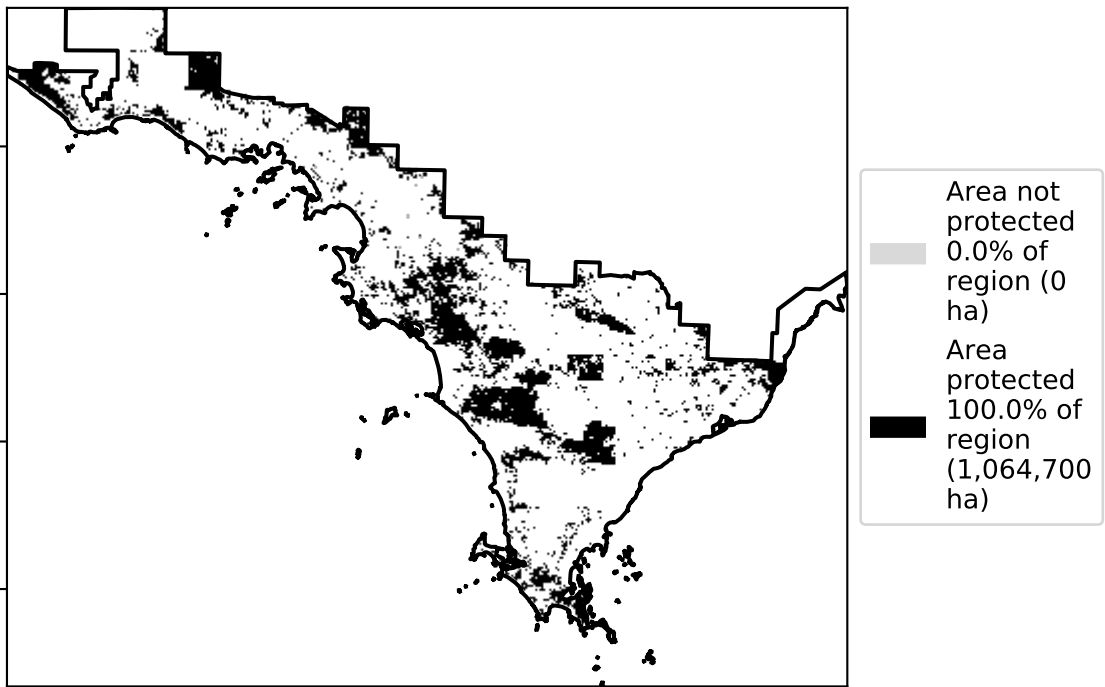 Area not
protected
0.0% of
region (0
ha)
Area
protected
100.0% of
region
(1,064,700
ha)